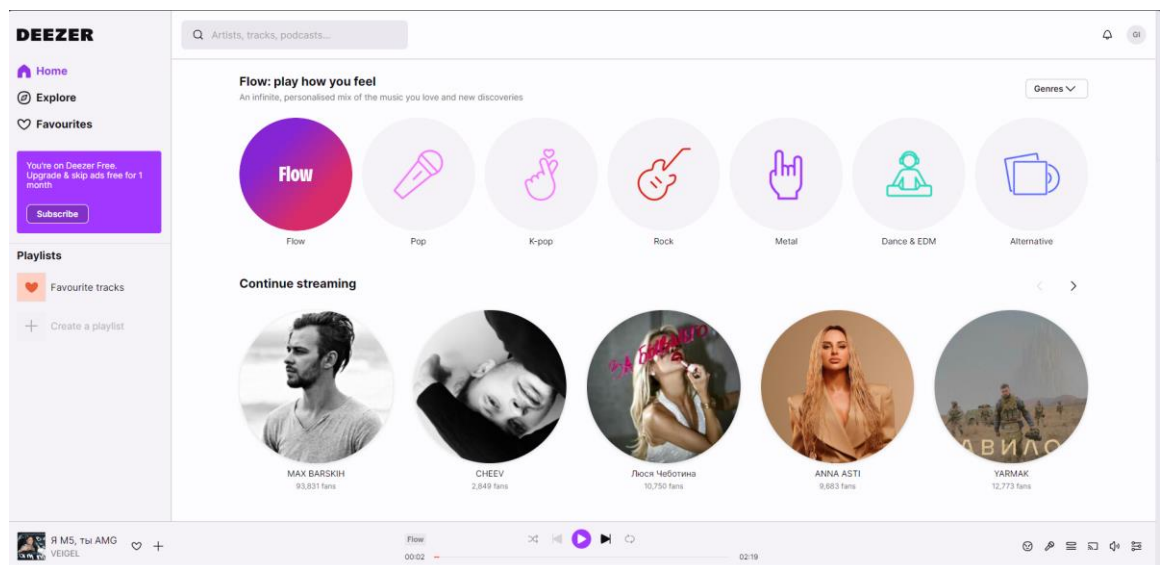 DEEZER
Artists, tracks, podcasts...
GI
Home
Explore
Favourites
You're on Deezer Free.
Upgrade & skip ads free for 1
month
Subscribe
Playlists
Favourite tracks
Create a playlist
Flow: play how you feel
An infinite, personalised mix of the music you love and new discoveries
Genres
Flow
Flow
Pop
K-pop
Rock
Metal
Dance & EDM
Alternative
Continue streaming
ЗА Бывшего
АВИЛО
MAX BARSKIH
93,831 fans
CHEEV
2,849 fans
Люся Чеботина
10,750 fans
ANNA ASTI
9,683 fans
YARMAK
12,773 fans
Я М5, ты AMG
VEIGEL
Flow
00:02
02:19